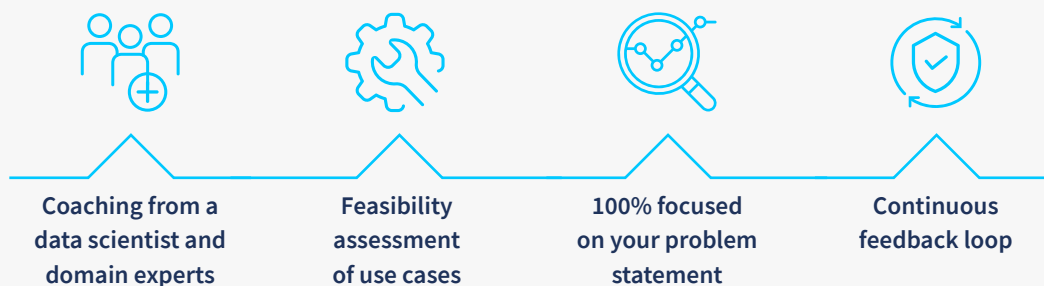 Coaching from a
data scientist and
domain experts
Feasibility
assessment
of use cases
100% focused
on your problem
statement
Continuous
feedback loop